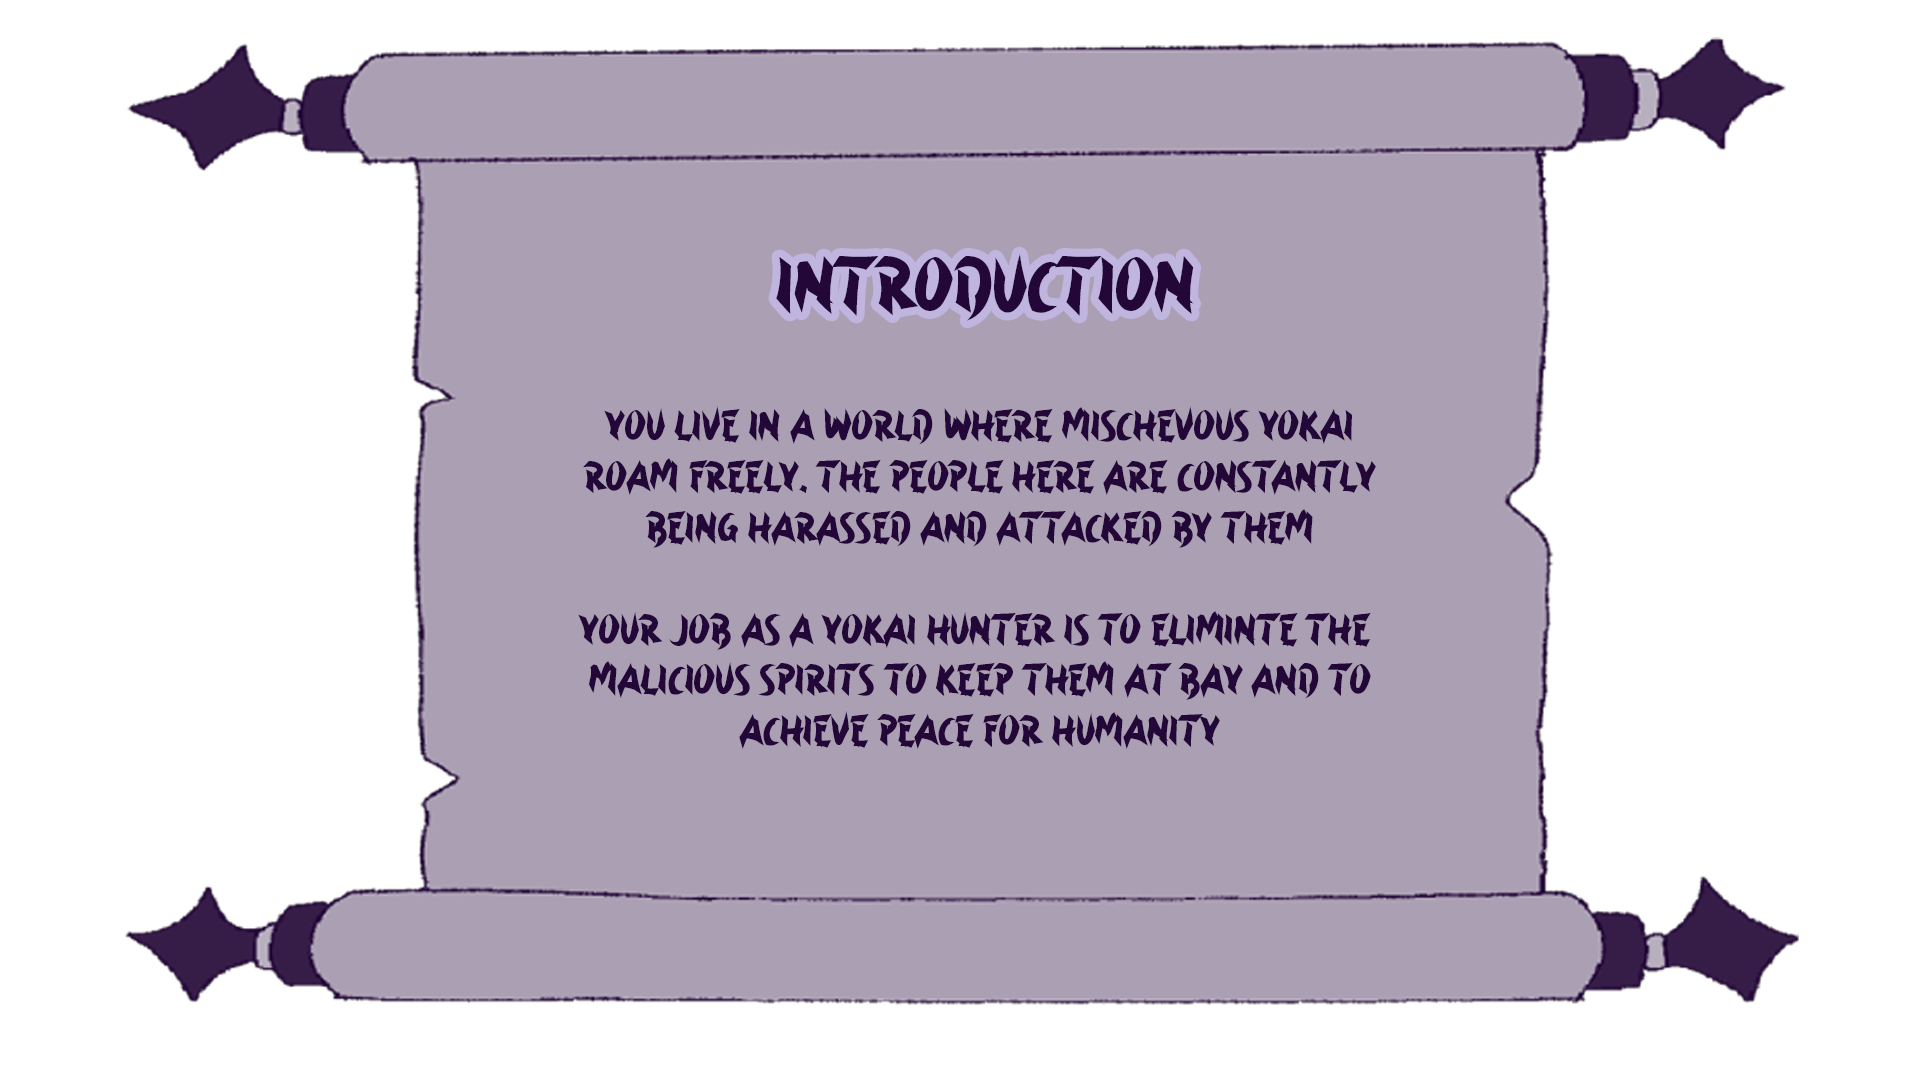 INTRODUCTION
YOU LIVE IN A WORLD WHERE MISCHEVOUS YOKAI
ROAM FREELY. THE PEOPLE HERE ARE CONSTANTLY
BEING HARASSED AND ATTACKED BY THEM
YOUR JOB AS A YOKAI HUNTER IS TO ELIMINTE THE
MALICIOUS SPIRITS TO KEEP THEM AT BAY AND TO
ACHIEVE PEACE FOR HUMANITY